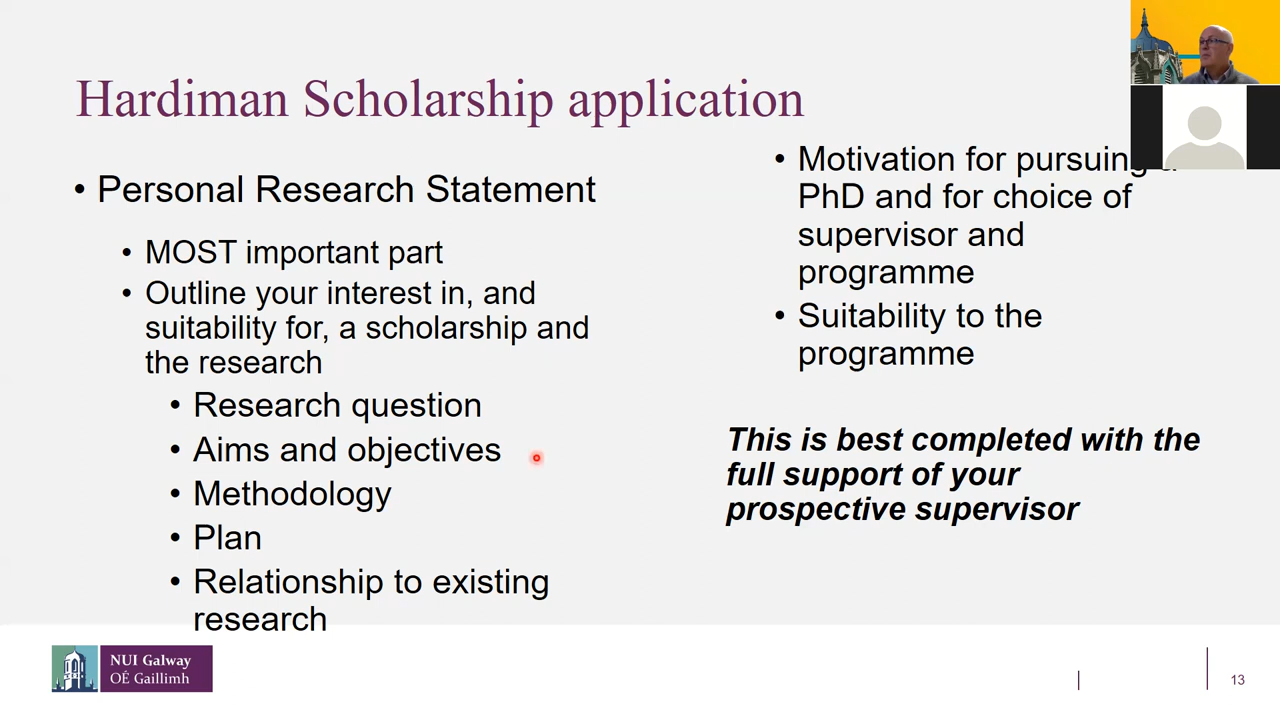 Hardiman Scholarship application
• Personal Research Statement
• MOST important part
• Outline your interest in, and
suitability for, a scholarship and
the research
• Research question
• Aims and objectives
• Methodology
• Plan
• Relationship to existing
research
• Motivation for pursuing a
PhD and for choice of
supervisor and
programme
• Suitability to the
programme
This is best completed with the
full support of your
prospective supervisor
NUI Galway
OÉ Gaillimh
13